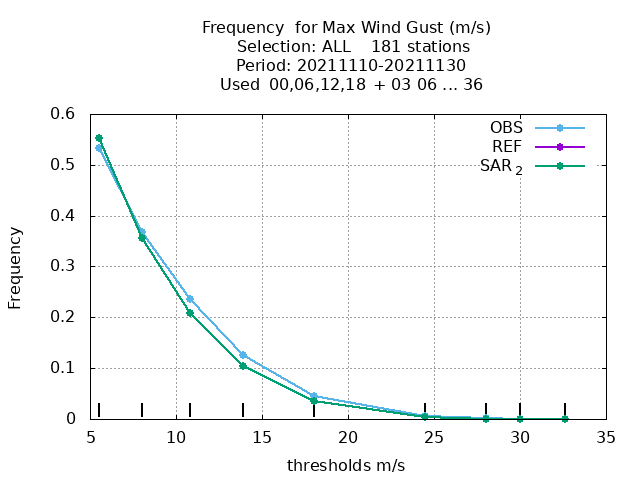 Frequency  for Max Wind Gust (m/s)
Selection: ALL    181 stations
Period: 20211110-20211130
Used  00,06,12,18  + 03 06 ... 36
OBS
REF
SAR 2
0.6
0.5
0.4
0.3
0.2
0.1
0
Frequency
5 10 15 20 25 30 35
thresholds m/s